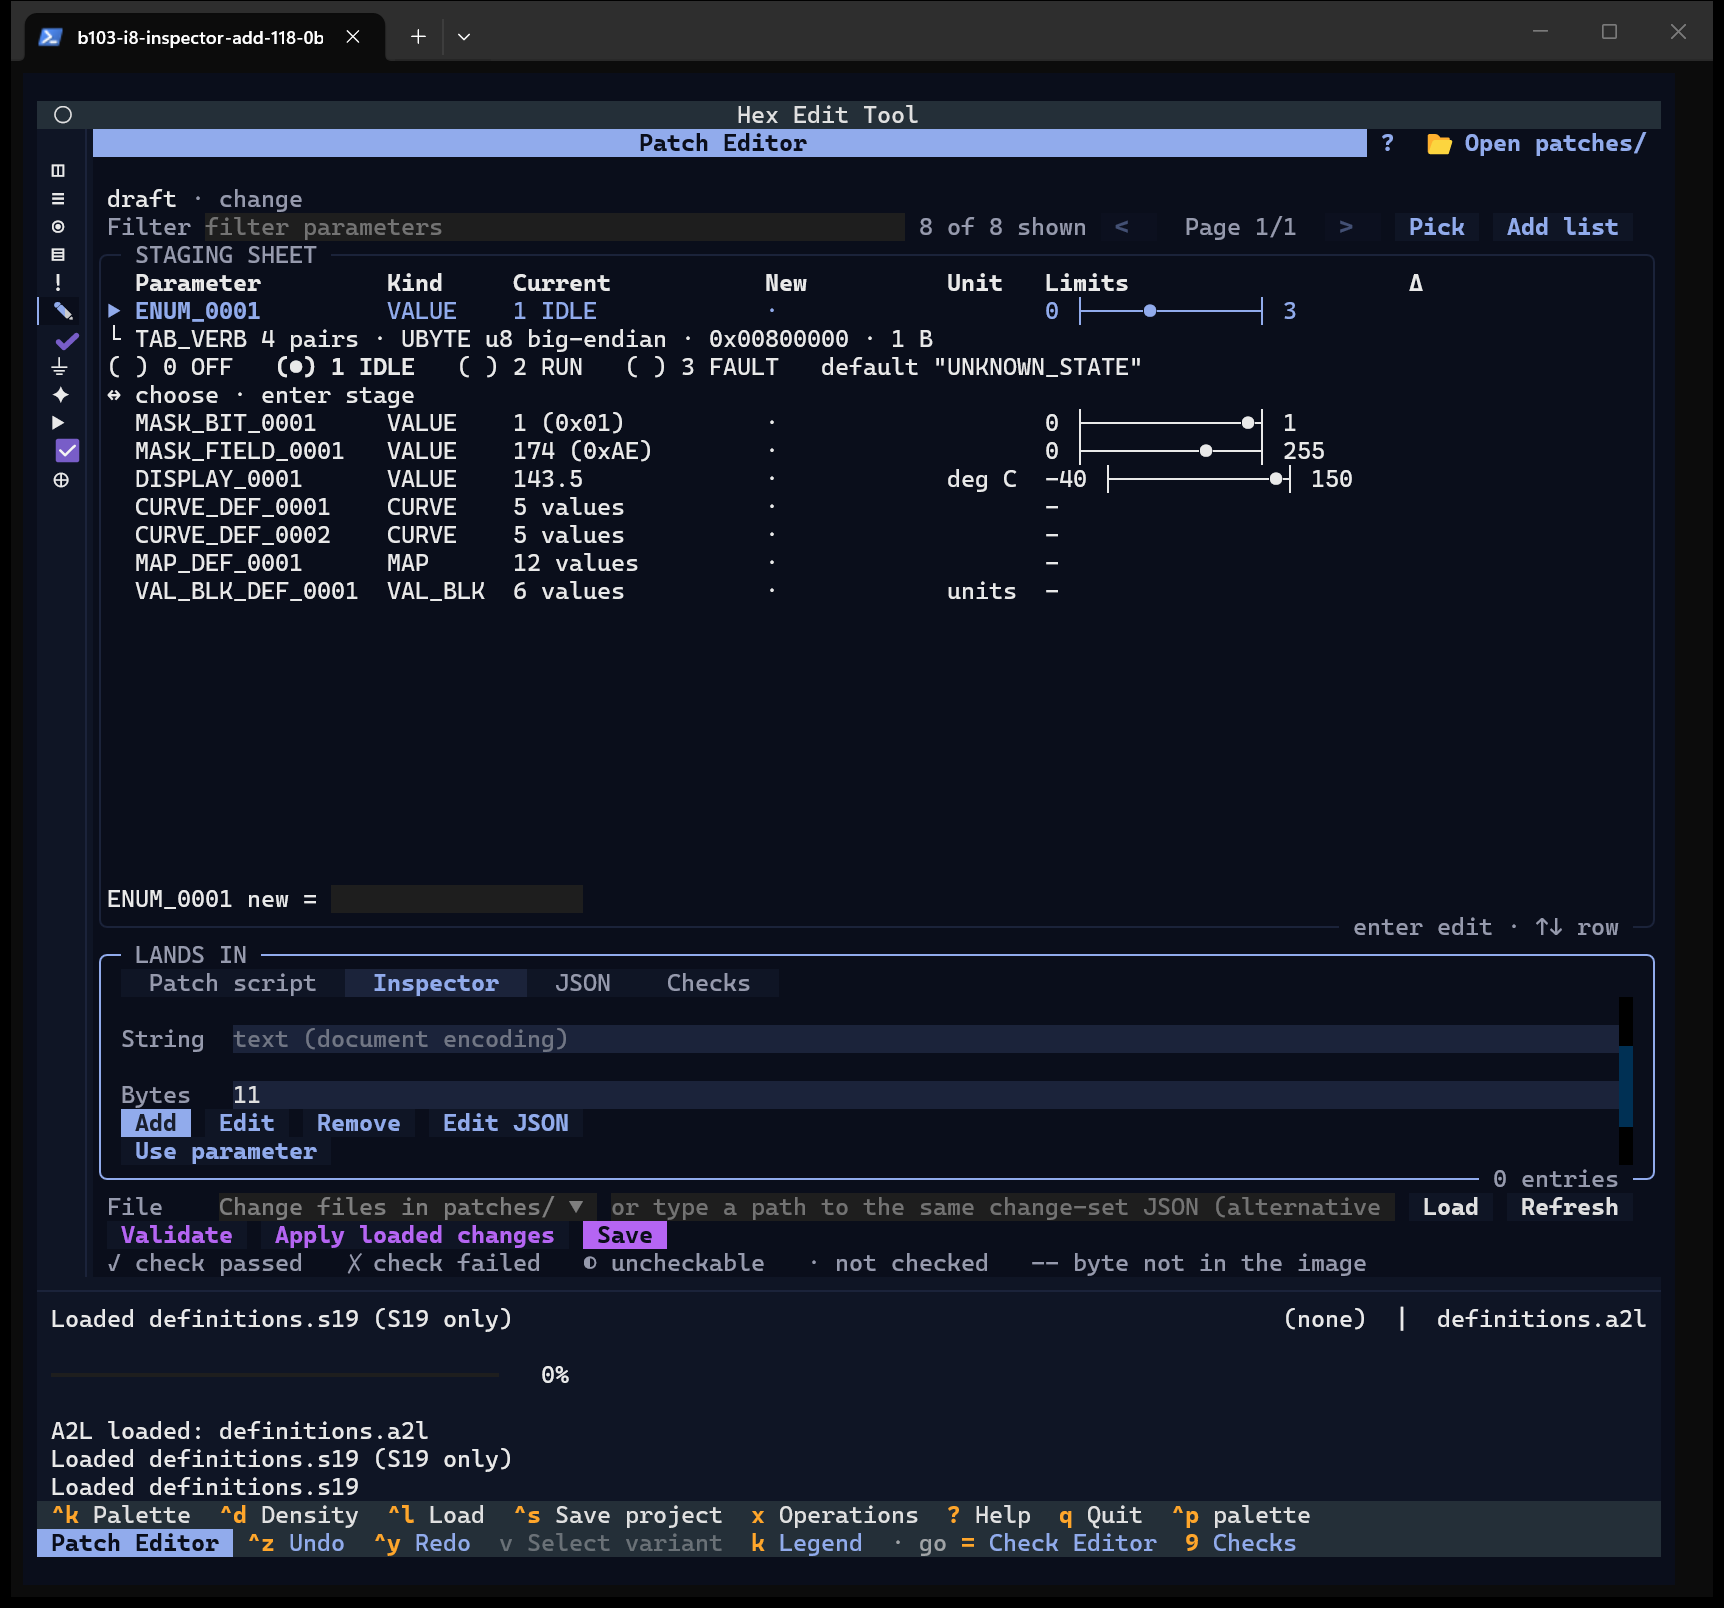 b103-i8-inspector-add-118-0b
Hex Edit Tool
Patch Editor ? Open patches/
draft · change
Filter filter parameters 8 of 8 shown < Page 1/1 > Pick Add list
STAGING SHEET
Parameter Kind Current New Unit Limits Δ
▶ ENUM_0001 VALUE 1 IDLE · 0 3
└ TAB_VERB 4 pairs · UBYTE u8 big-endian · 0x00800000 · 1 B
( ) 0 OFF (●) 1 IDLE ( ) 2 RUN ( ) 3 FAULT default "UNKNOWN_STATE"
↔ choose · enter stage
MASK_BIT_0001 VALUE 1 (0x01) · 0 1
MASK_FIELD_0001 VALUE 174 (0xAE) · 0 255
DISPLAY_0001 VALUE 143.5 · deg C -40 150
CURVE_DEF_0001 CURVE 5 values · -
CURVE_DEF_0002 CURVE 5 values · -
MAP_DEF_0001 MAP 12 values · -
VAL_BLK_DEF_0001 VAL_BLK 6 values · units -
ENUM_0001 new =
enter edit · ↑↓ row
LANDS IN
Patch script Inspector JSON Checks
String text (document encoding)
Bytes 11
Add Edit Remove Edit JSON
Use parameter
0 entries
File Change files in patches/ ▼ or type a path to the same change-set JSON (alternative Load Refresh
Validate Apply loaded changes Save
√ check passed ╳ check failed ◐ uncheckable · not checked -- byte not in the image
Loaded definitions.s19 (S19 only) (none) | definitions.a2l
0%
A2L loaded: definitions.a2l
Loaded definitions.s19 (S19 only)
Loaded definitions.s19
^k Palette ^d Density ^l Load ^s Save project x Operations ? Help q Quit ^p palette
Patch Editor ^z Undo ^y Redo v Select variant k Legend · go = Check Editor 9 Checks